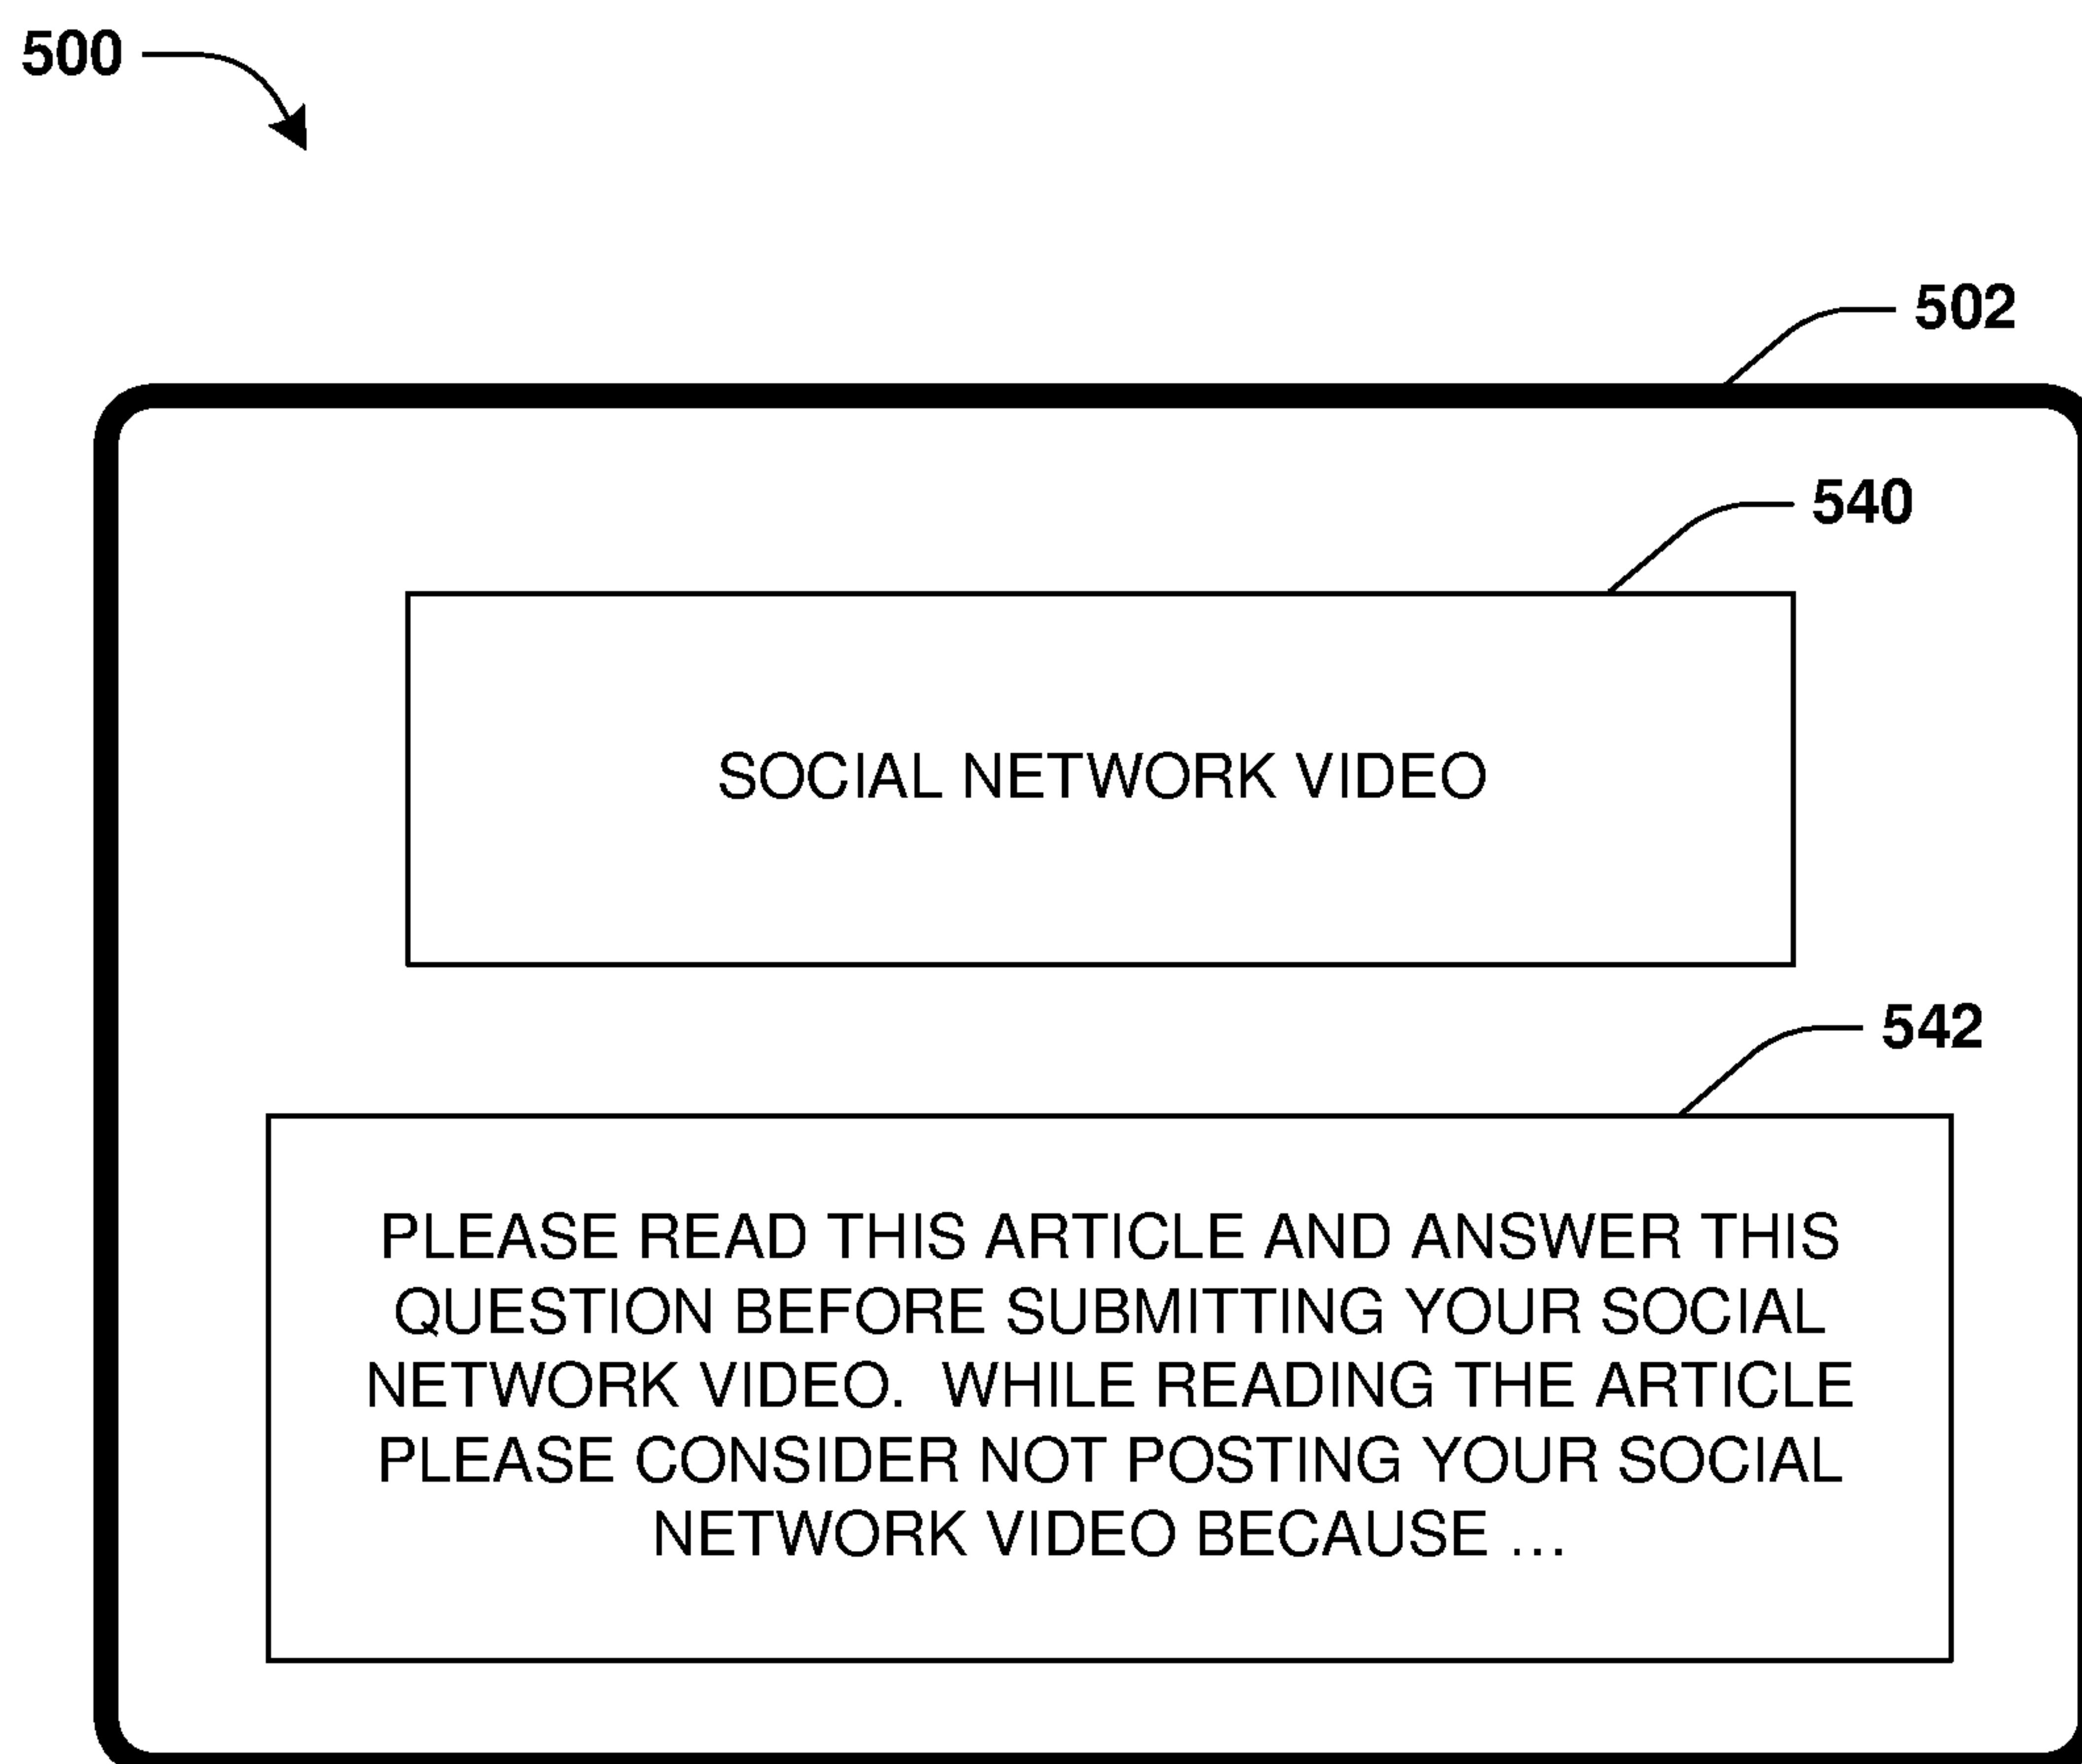 500
502
540
SOCIAL NETWORK VIDEO
542
PLEASE READ THIS ARTICLE AND ANSWER THIS
QUESTION BEFORE SUBMITTING YOUR SOCIAL
NETWORK VIDEO.  WHILE READING THE ARTICLE
PLEASE CONSIDER NOT POSTING YOUR SOCIAL
NETWORK VIDEO BECAUSE ...